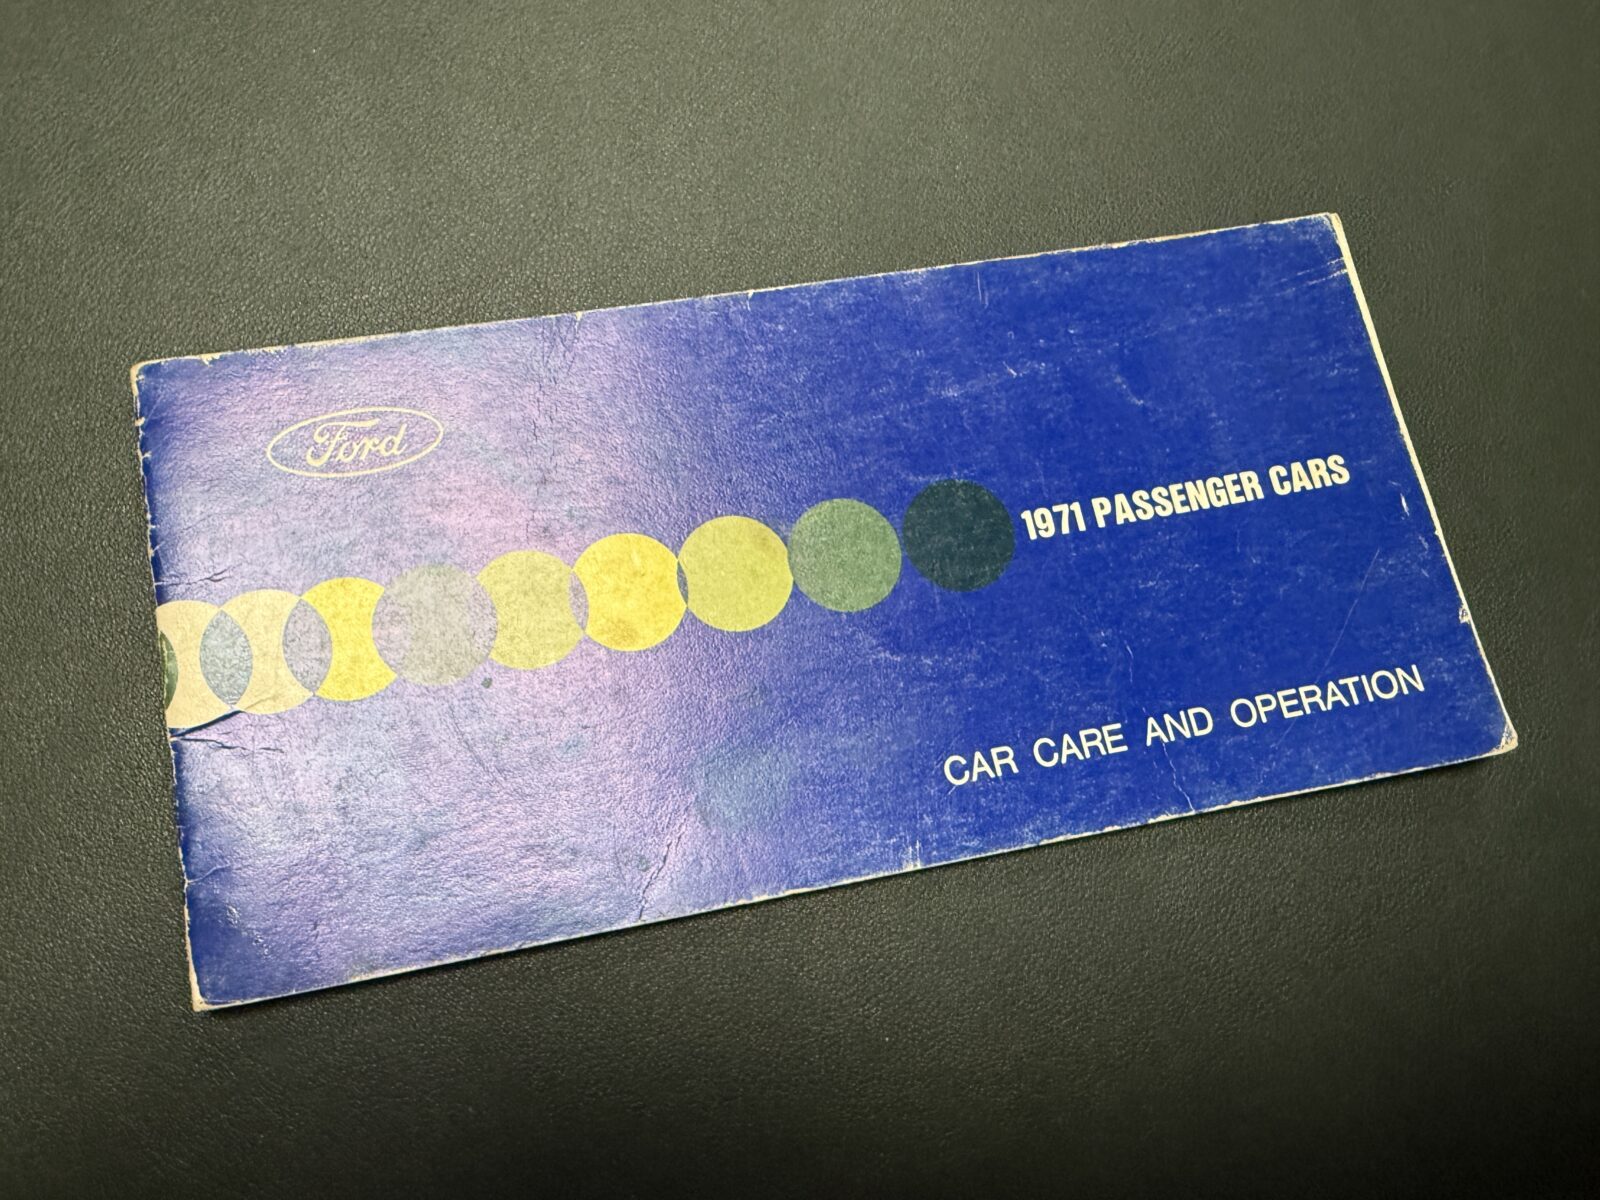 Ford
1971 PASSENGER CARS
CAR CARE AND OPERATION